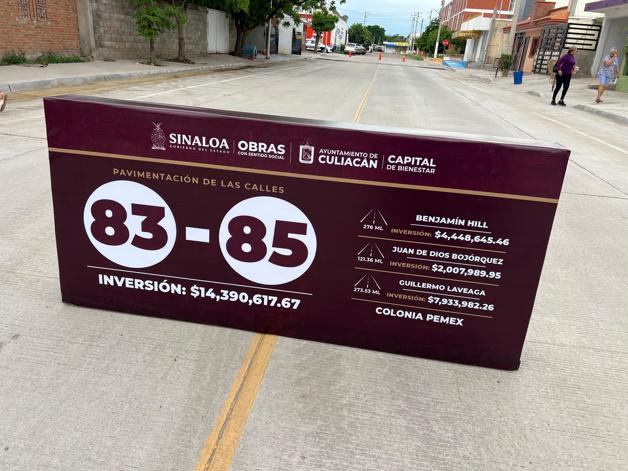 SINALOA
GOBIERNO DEL ESTADO
OBRAS
CON SENTIDO SOCIAL
AYUNTAMIENTO DE
CULIACÁN
CAPITAL
DE BIENESTAR
PAVIMENTACIÓN DE LAS CALLES
83-85
INVERSIÓN: $14,390,617.67
276 ML
BENJAMÍN HILL
INVERSIÓN: $4,448,645.46
121.36 ML
JUAN DE DIOS BOJÓRQUEZ
INVERSIÓN: $2,007,989.95
273.53 ML
GUILLERMO LAVEAGA
INVERSIÓN: $7,933,982.26
COLONIA PEMEX